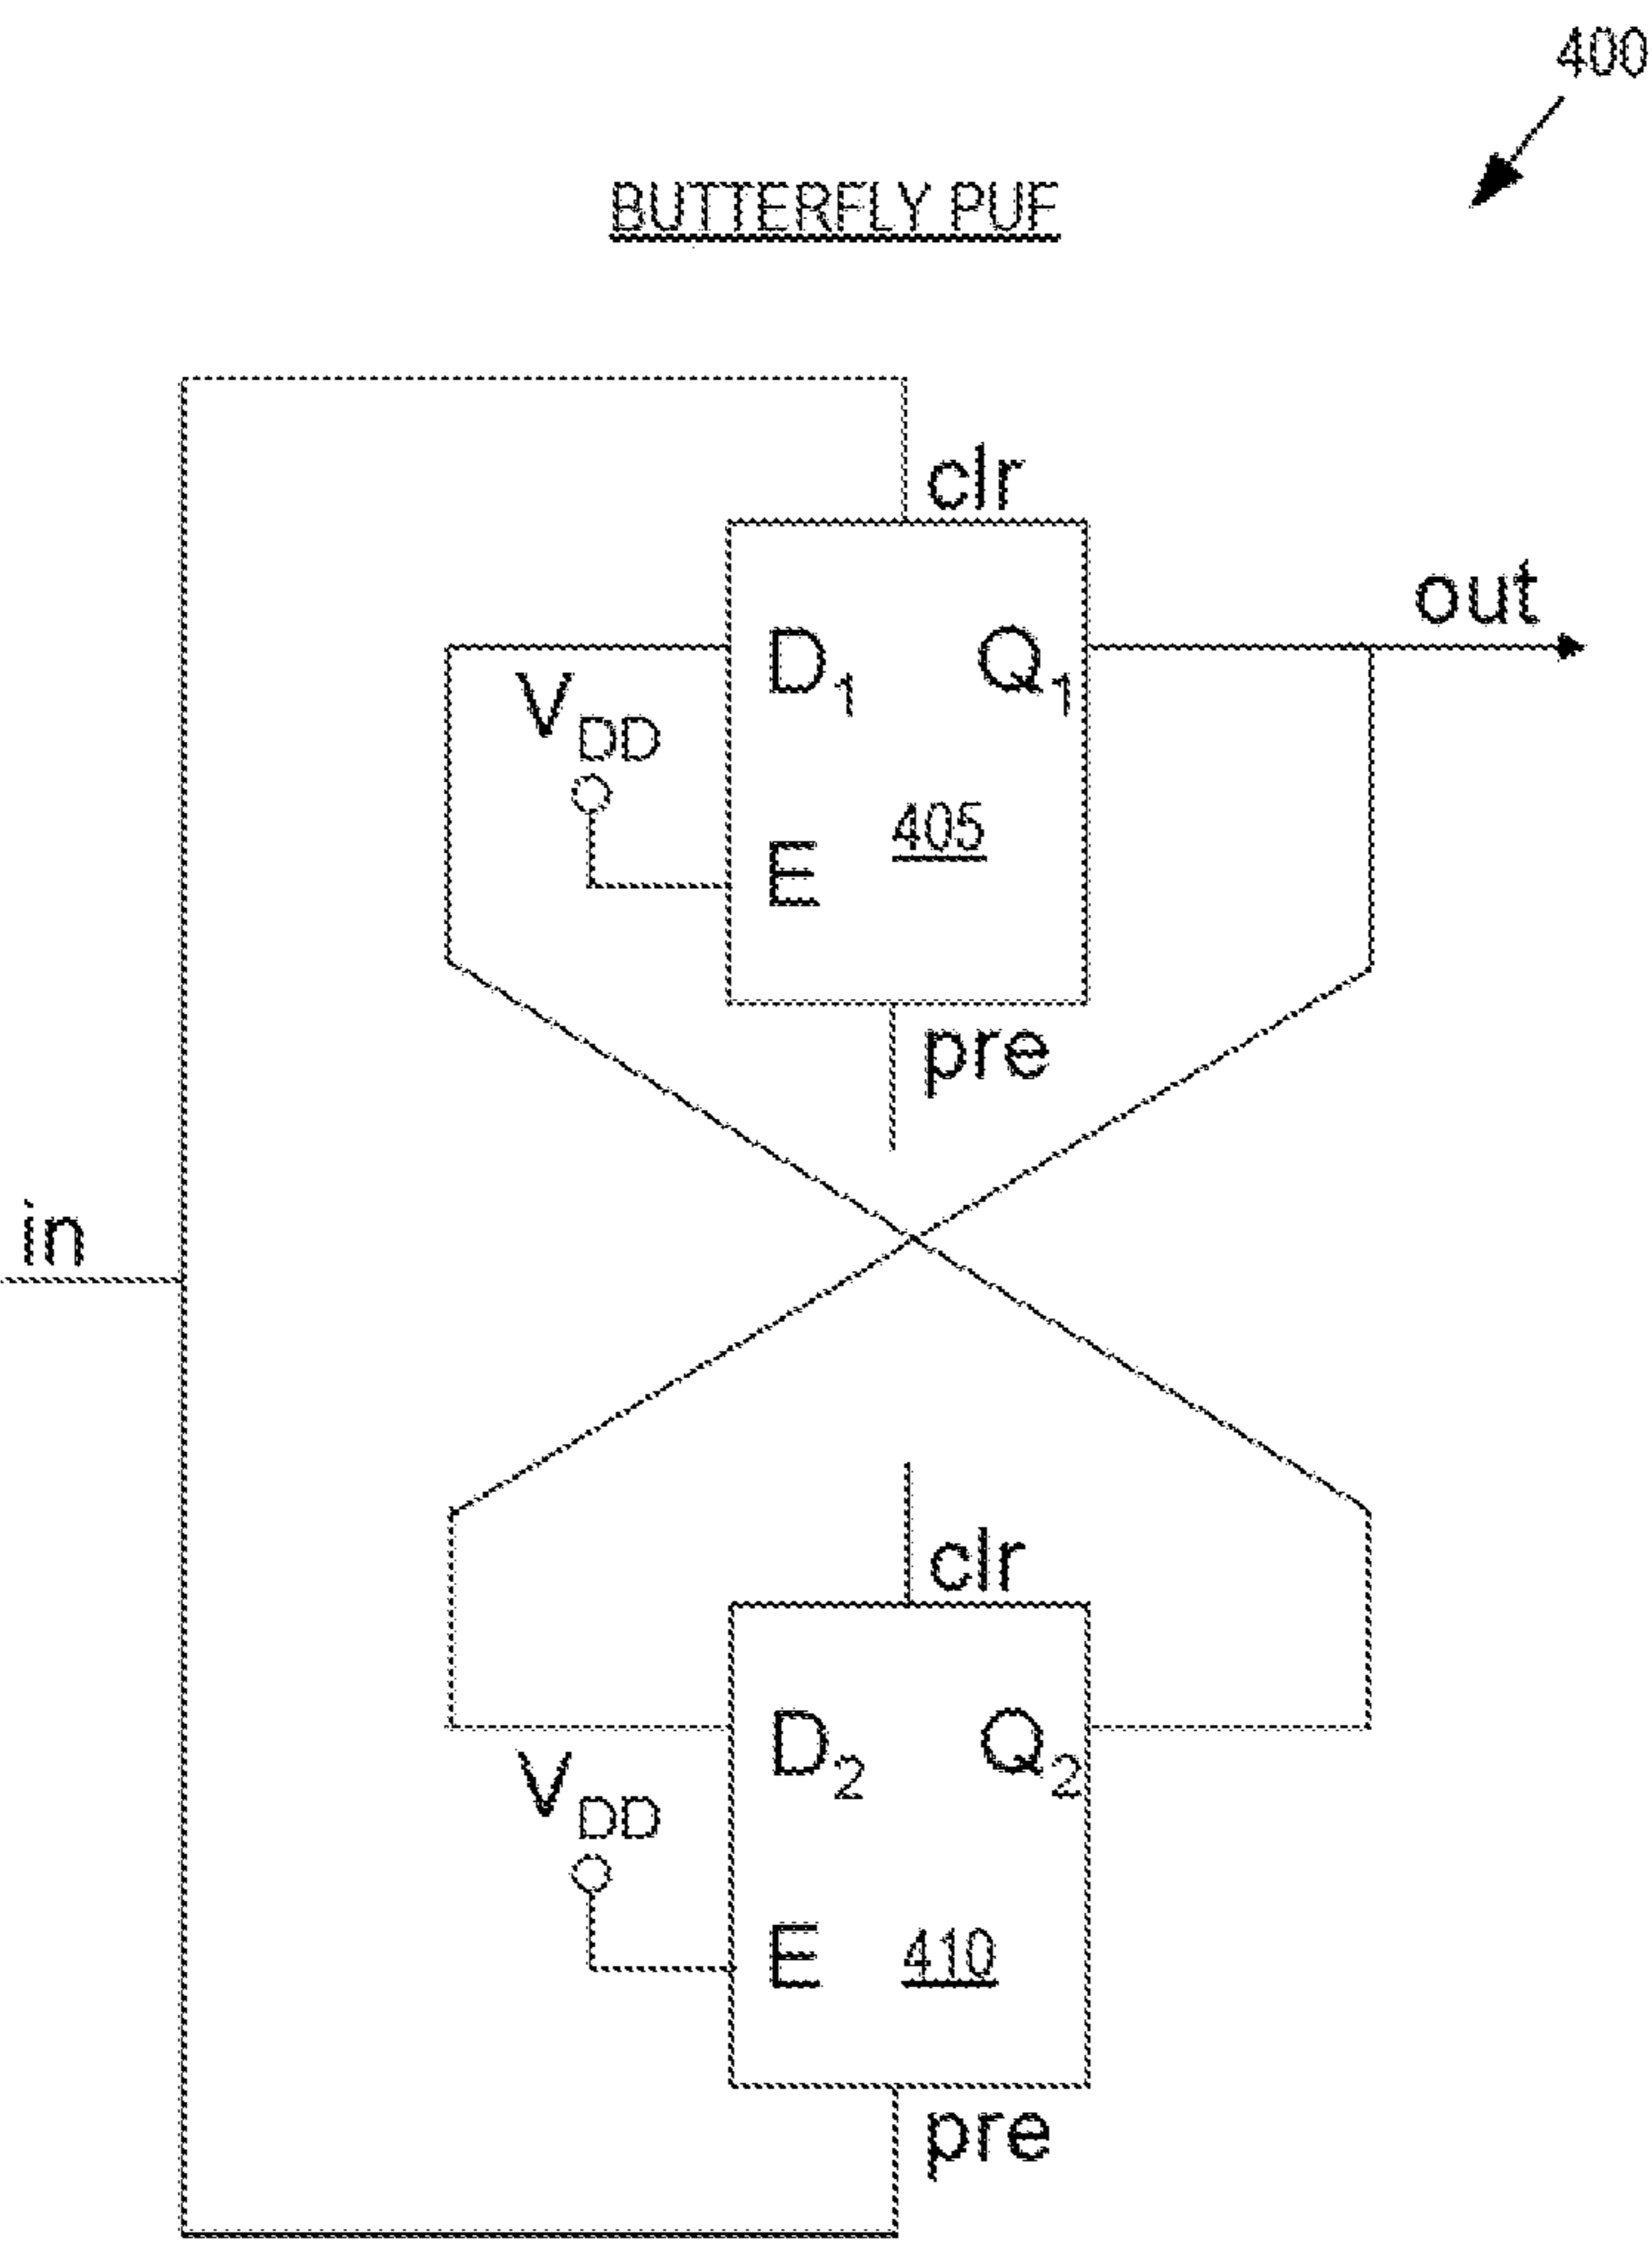 400
BUTTERFLY PUF
clr
out
D1 Q1
VDD
405
E
pre
in
clr
D2 Q2
VDD
E 410
pre